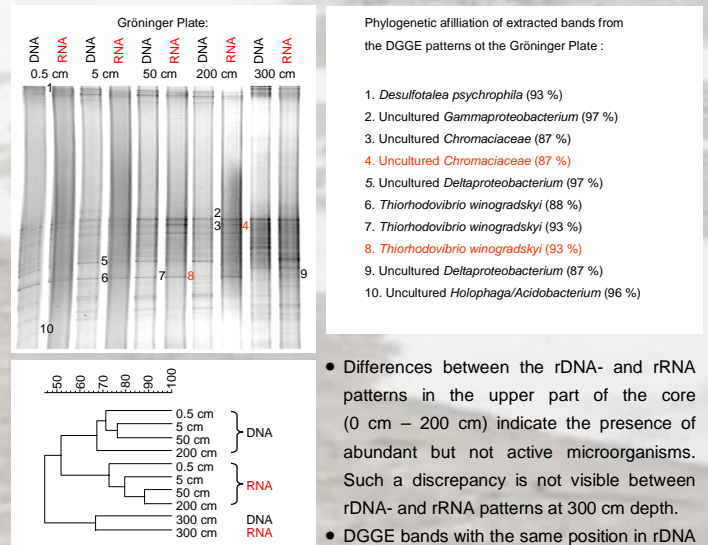 Gröninger Plate:
DNA RNA DNA RNA DNA RNA DNA RNA DNA RNA
0.5 cm 5 cm 50 cm 200 cm 300 cm
1
2
3 4
5
6 7 8 9
10
Phylogenetic afilliation of extracted bands from
the DGGE patterns ot the Gröninger Plate :
1. Desulfotalea psychrophila (93 %)
2. Uncultured Gammaproteobacterium (97 %)
3. Uncultured Chromaciaceae (87 %)
4. Uncultured Chromaciaceae (87 %)
5. Uncultured Deltaproteobacterium (97 %)
6. Thiorhodovibrio winogradskyi (88 %)
7. Thiorhodovibrio winogradskyi (93 %)
8. Thiorhodovibrio winogradskyi (93 %)
9. Uncultured Deltaproteobacterium (87 %)
10. Uncultured Holophaga/Acidobacterium (96 %)
50 60 70 80 90 100
0.5 cm
5 cm
50 cm
200 cm
DNA
0.5 cm
5 cm
50 cm
200 cm
RNA
300 cm DNA
300 cm RNA
• Differences between the rDNA- and rRNA
patterns in the upper part of the core
(0 cm – 200 cm) indicate the presence of
abundant but not active microorganisms.
Such a discrepancy is not visible between
rDNA- and rRNA patterns at 300 cm depth.
• DGGE bands with the same position in rDNA